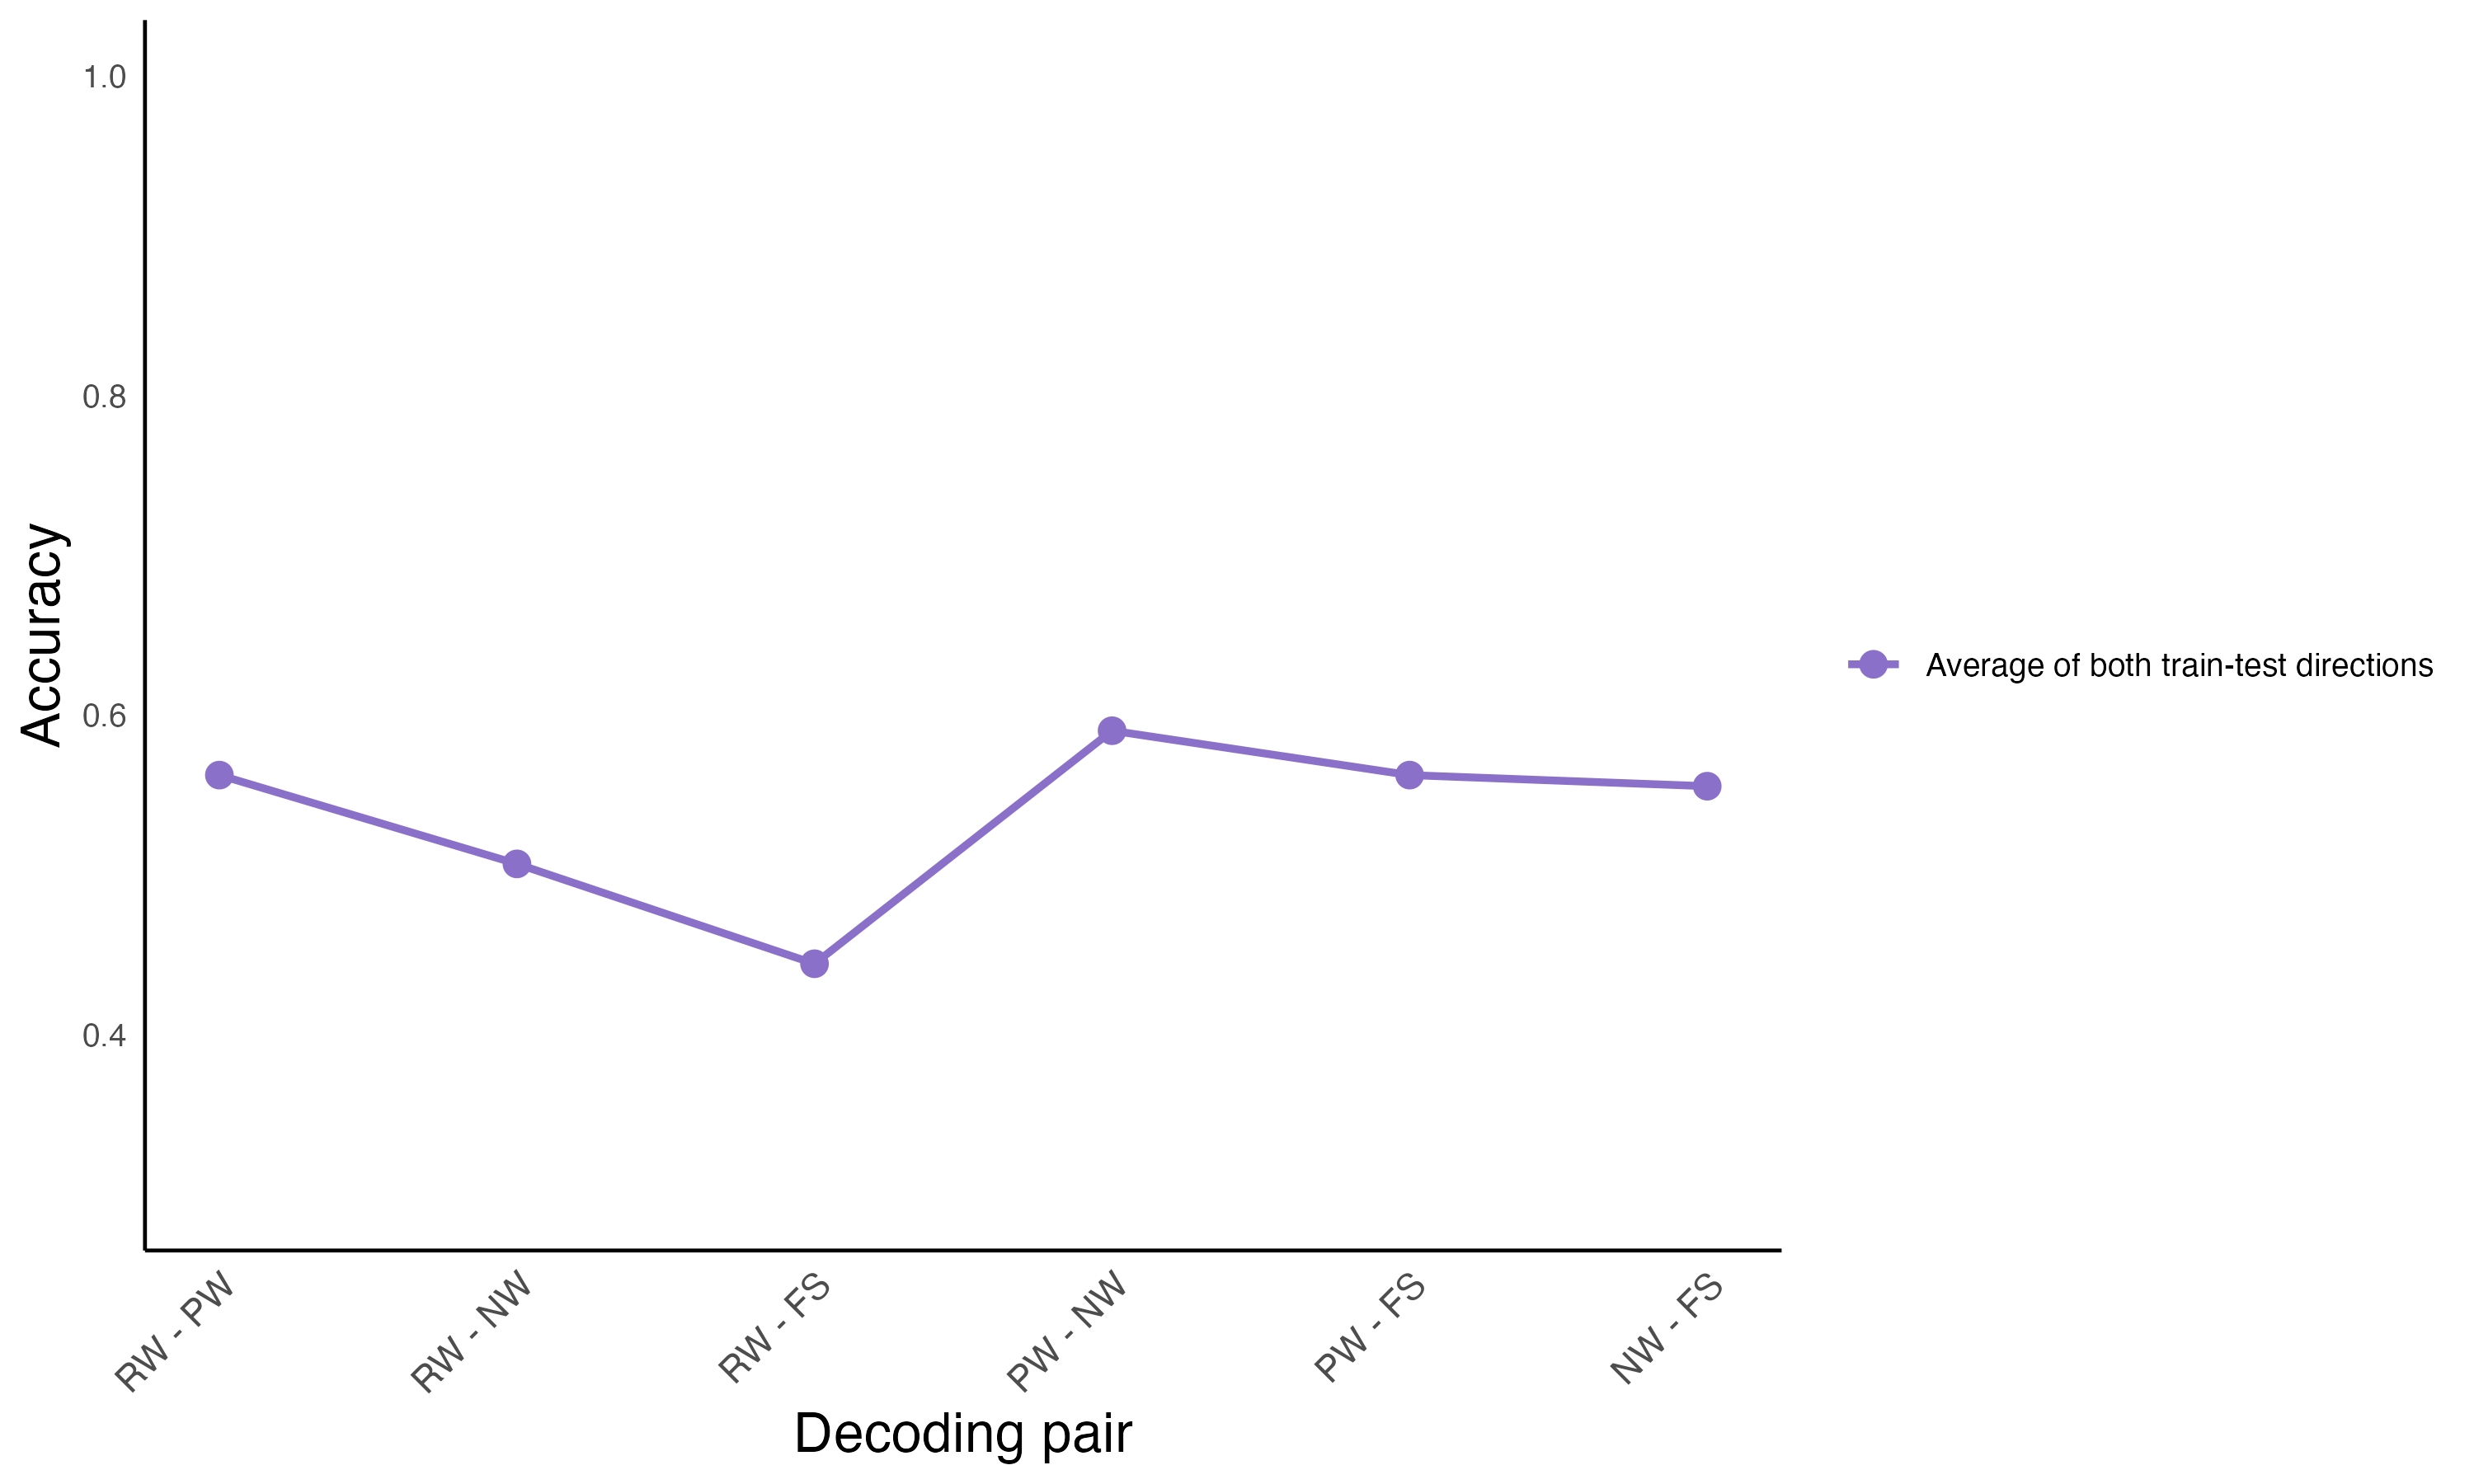 1.0
0.8
0.6
0.4
Accuracy
RW - PW
RW - NW
RW - FS
PW - NW
PW - FS
NW - FS
Decoding pair
Average of both train-test directions